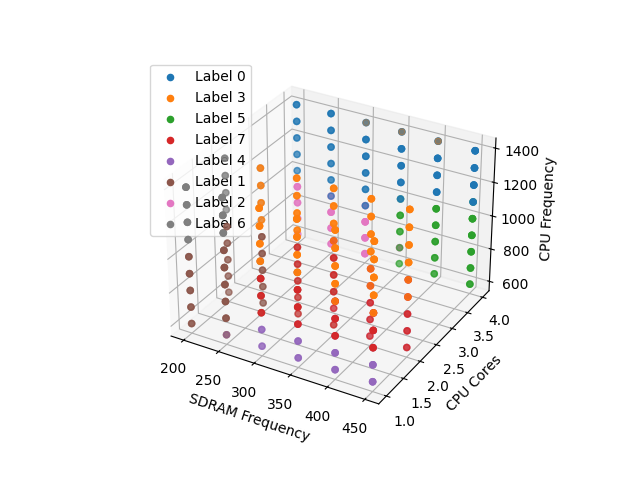 Label 0
Label 3
Label 5
Label 7
Label 4
Label 1
Label 2
Label 6
1400
1200
1000
800
600
CPU Frequency
4.0
3.5
3.0
2.5
2.0
1.5
1.0
CPU Cores
200
250
300
350
400
450
SDRAM Frequency